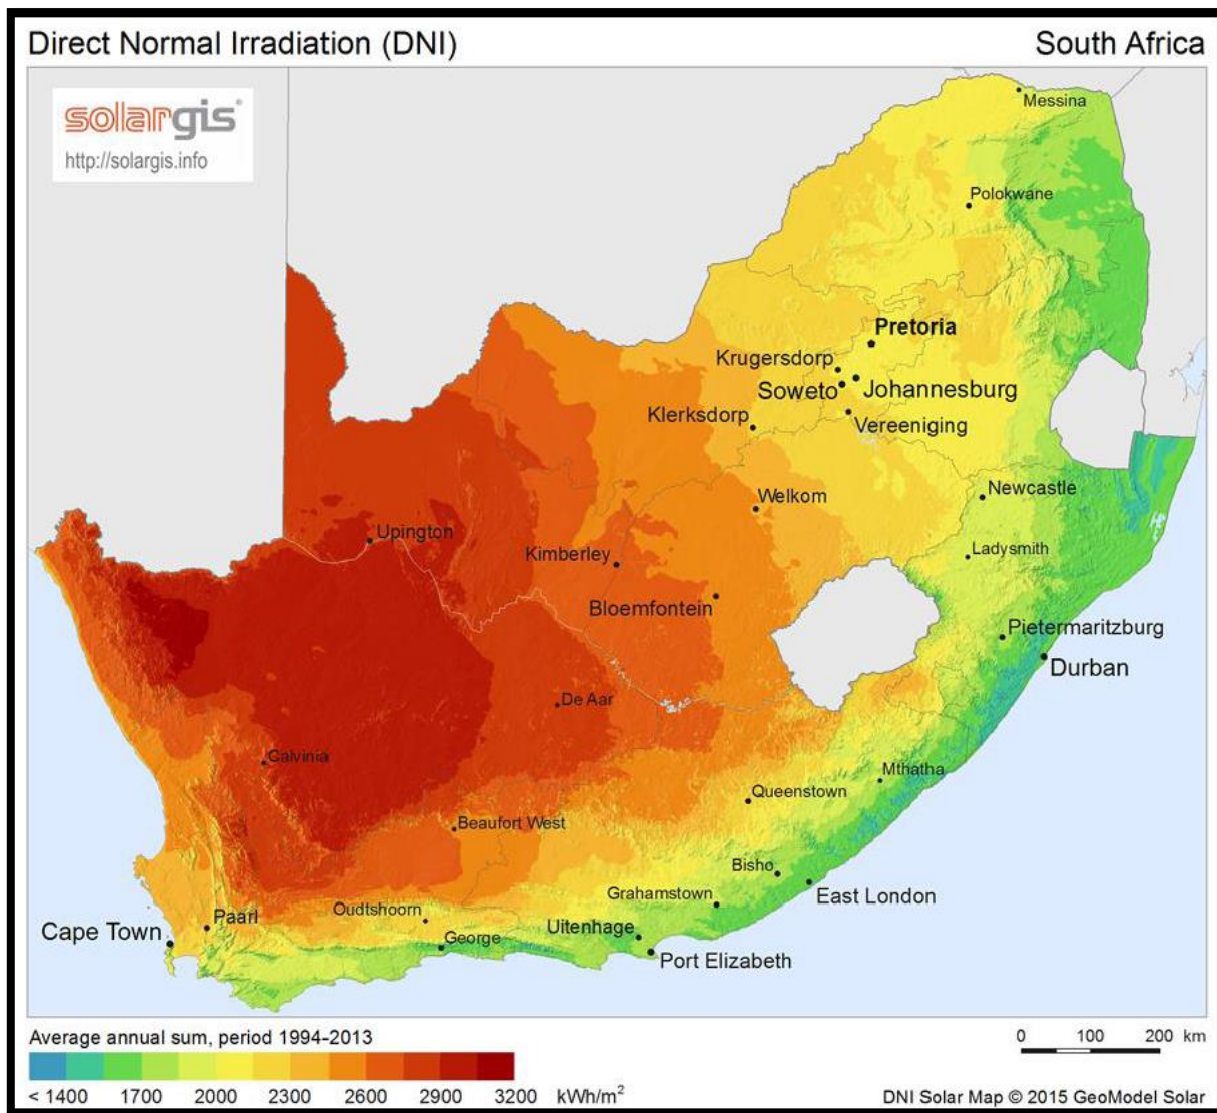 Direct Normal Irradiation (DNI)
South Africa
solargis
http://solargis.info
Messina
Polokwane
Pretoria
Krugersdorp
Soweto
Johannesburg
Klerksdorp
Vereeniging
Welkom
Newcastle
Upington
Kimberley
Ladysmith
Bloemfontein
Pietermaritzburg
Durban
De Aar
Calvinia
Mthatha
Queenstown
Beaufort West
Bisho
East London
Grahamstown
Oudtshoorn
Paarl
Cape Town
George
Uitenhage
Port Elizabeth
Average annual sum, period 1994-2013
0 100 200 km
< 1400 1700 2000 2300 2600 2900 3200 kWh/m²
DNI Solar Map © 2015 GeoModel Solar